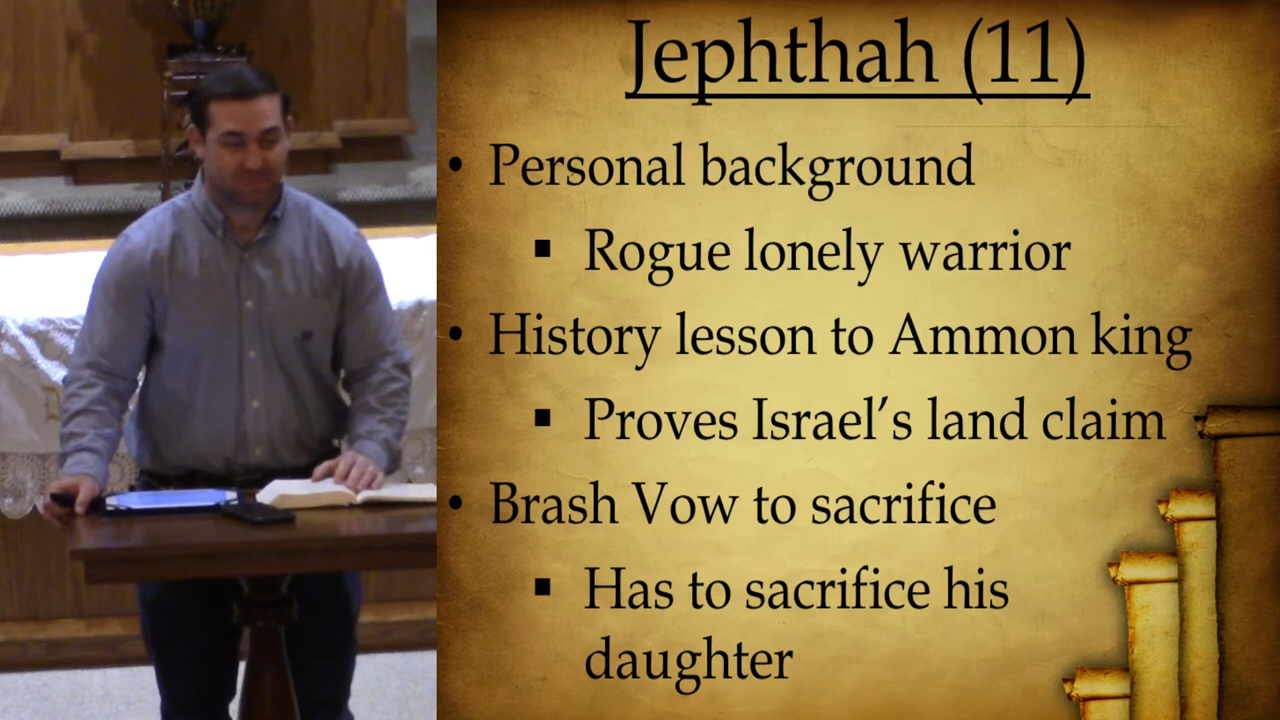 Jephthah (11)
• Personal background
▪ Rogue lonely warrior
• History lesson to Ammon king
▪ Proves Israel’s land claim
• Brash Vow to sacrifice
▪ Has to sacrifice his
daughter